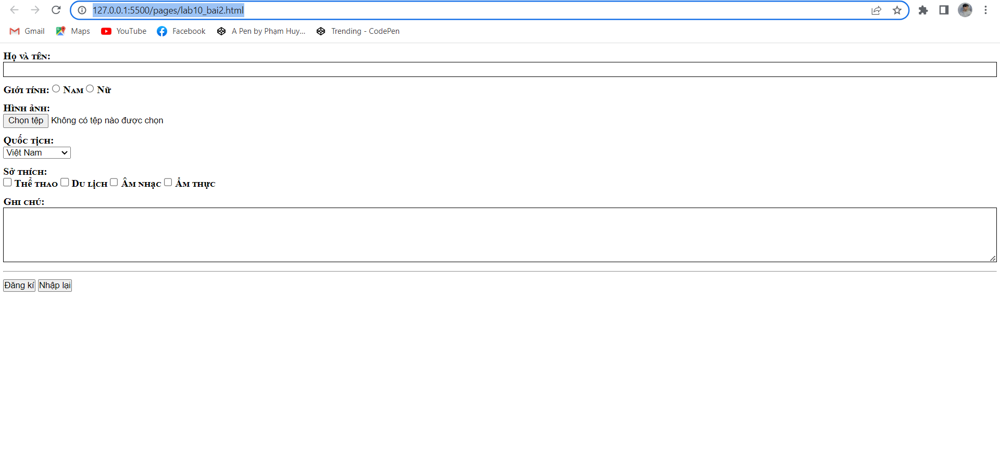 127.0.0.1:5500/pages/lab10_bai2.html
Gmail Maps YouTube Facebook A Pen by Phạm Huy... Trending - CodePen
Họ và tên:
Giới tính: Nam Nữ
Hình ảnh:
Chọn tệp Không có tệp nào được chọn
Quốc tịch:
Việt Nam
Sở thích:
Thể thao Du lịch Âm nhạc Ẩm thực
Ghi chú:
Đăng kí Nhập lại